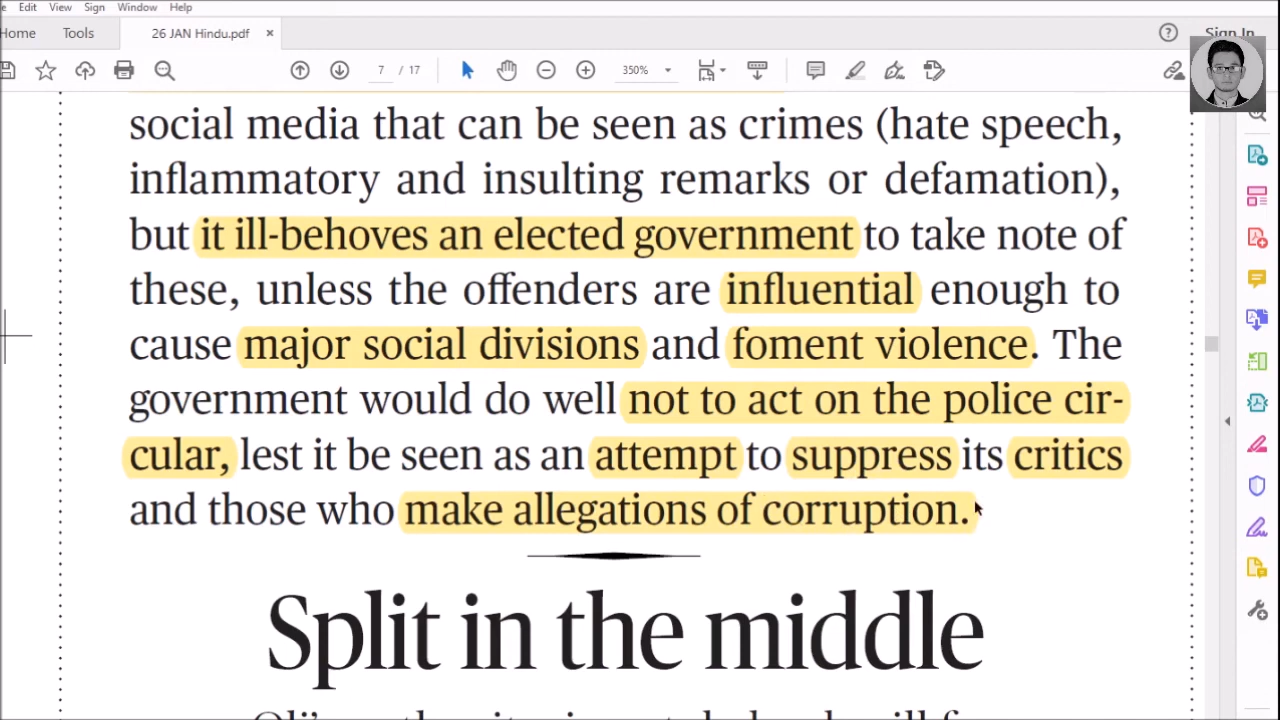 Edit View Sign Window Help
Home Tools 26 JAN Hindu.pdf × Sign In
7 / 17 350%
social media that can be seen as crimes (hate speech,
inflammatory and insulting remarks or defamation),
but it ill-behoves an elected government to take note of
these, unless the offenders are influential enough to
cause major social divisions and foment violence. The
government would do well not to act on the police cir-
cular, lest it be seen as an attempt to suppress its critics
and those who make allegations of corruption.
Split in the middle